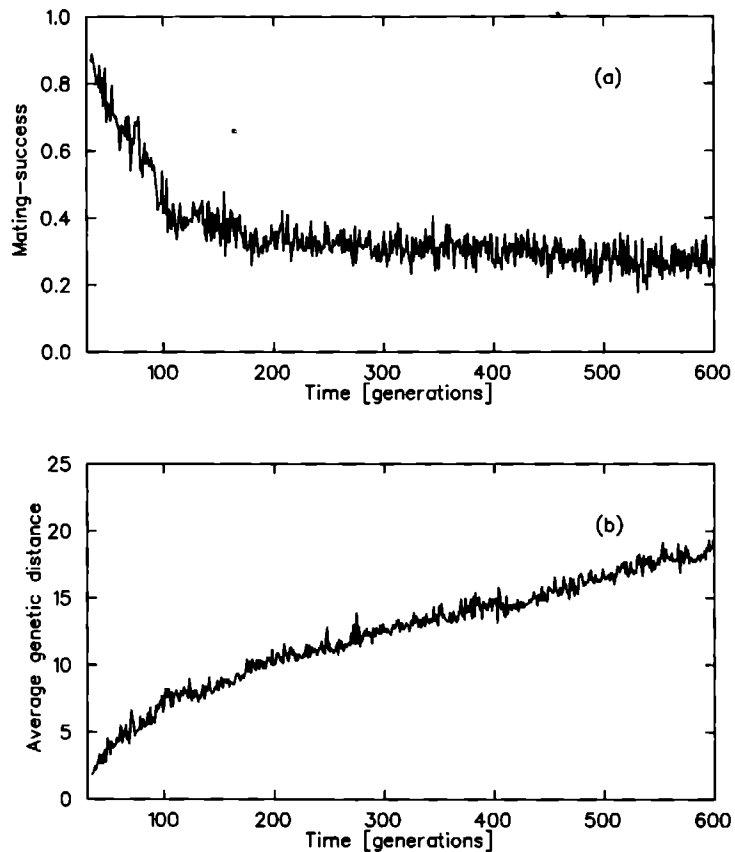 1.0
(a)
0.8
0.6
0.4
0.2
0.0
Mating-success
100 200 300 400 500 600
Time [generations]
25
(b)
20
15
10
5
0
Average genetic distance
100 200 300 400 500 600
Time [generations]